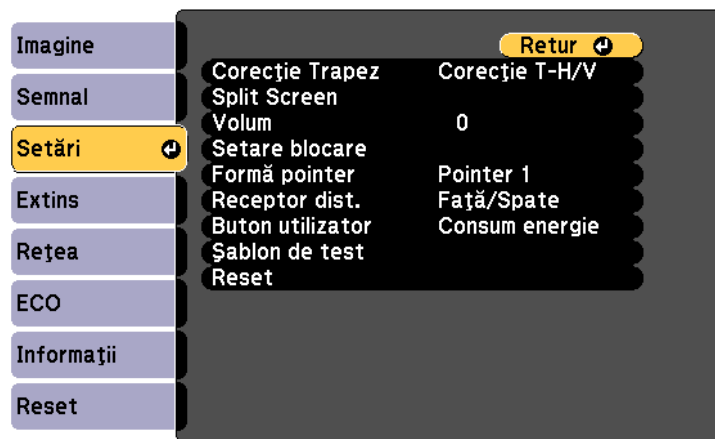 Imagine
Semnal
Setări
Extins
Reţea
ECO
Informaţii
Reset
Retur
Corecţie Trapez Corecţie T-H/V
Split Screen
Volum 0
Setare blocare
Formă pointer Pointer 1
Receptor dist. Faţă/Spate
Buton utilizator Consum energie
Şablon de test
Reset